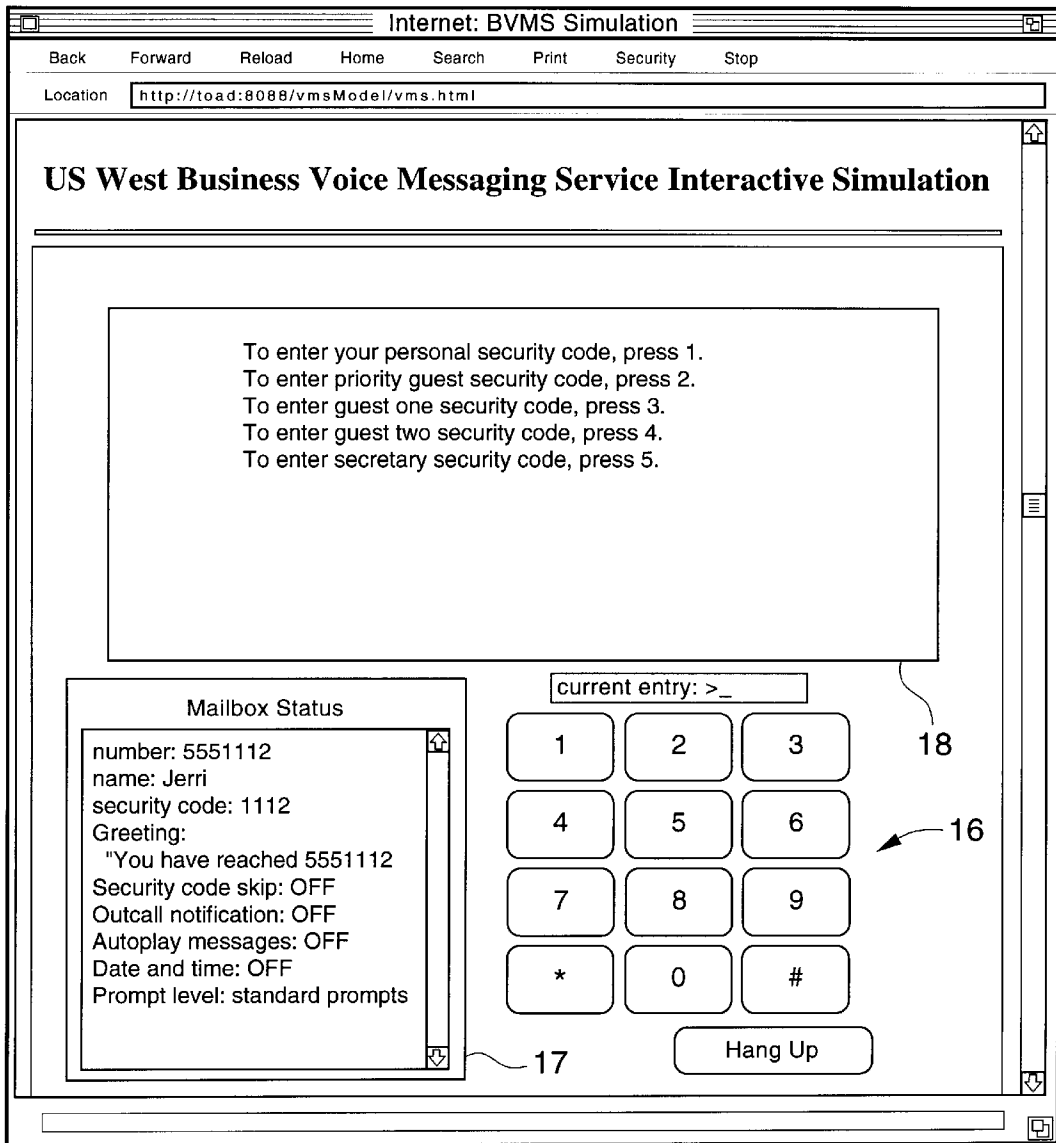 Internet: BVMS Simulation
Back Forward Reload Home Search Print Security Stop
Location http://toad:8088/vmsModel/vms.html
US West Business Voice Messaging Service Interactive Simulation
To enter your personal security code, press 1.
To enter priority guest security code, press 2.
To enter guest one security code, press 3.
To enter guest two security code, press 4.
To enter secretary security code, press 5.
18
Mailbox Status
number: 5551112
name: Jerri
security code: 1112
Greeting:
"You have reached 5551112
Security code skip: OFF
Outcall notification: OFF
Autoplay messages: OFF
Date and time: OFF
Prompt level: standard prompts
17
current entry: >_
1 2 3
4 5 6
7 8 9
* 0 #
16
Hang Up